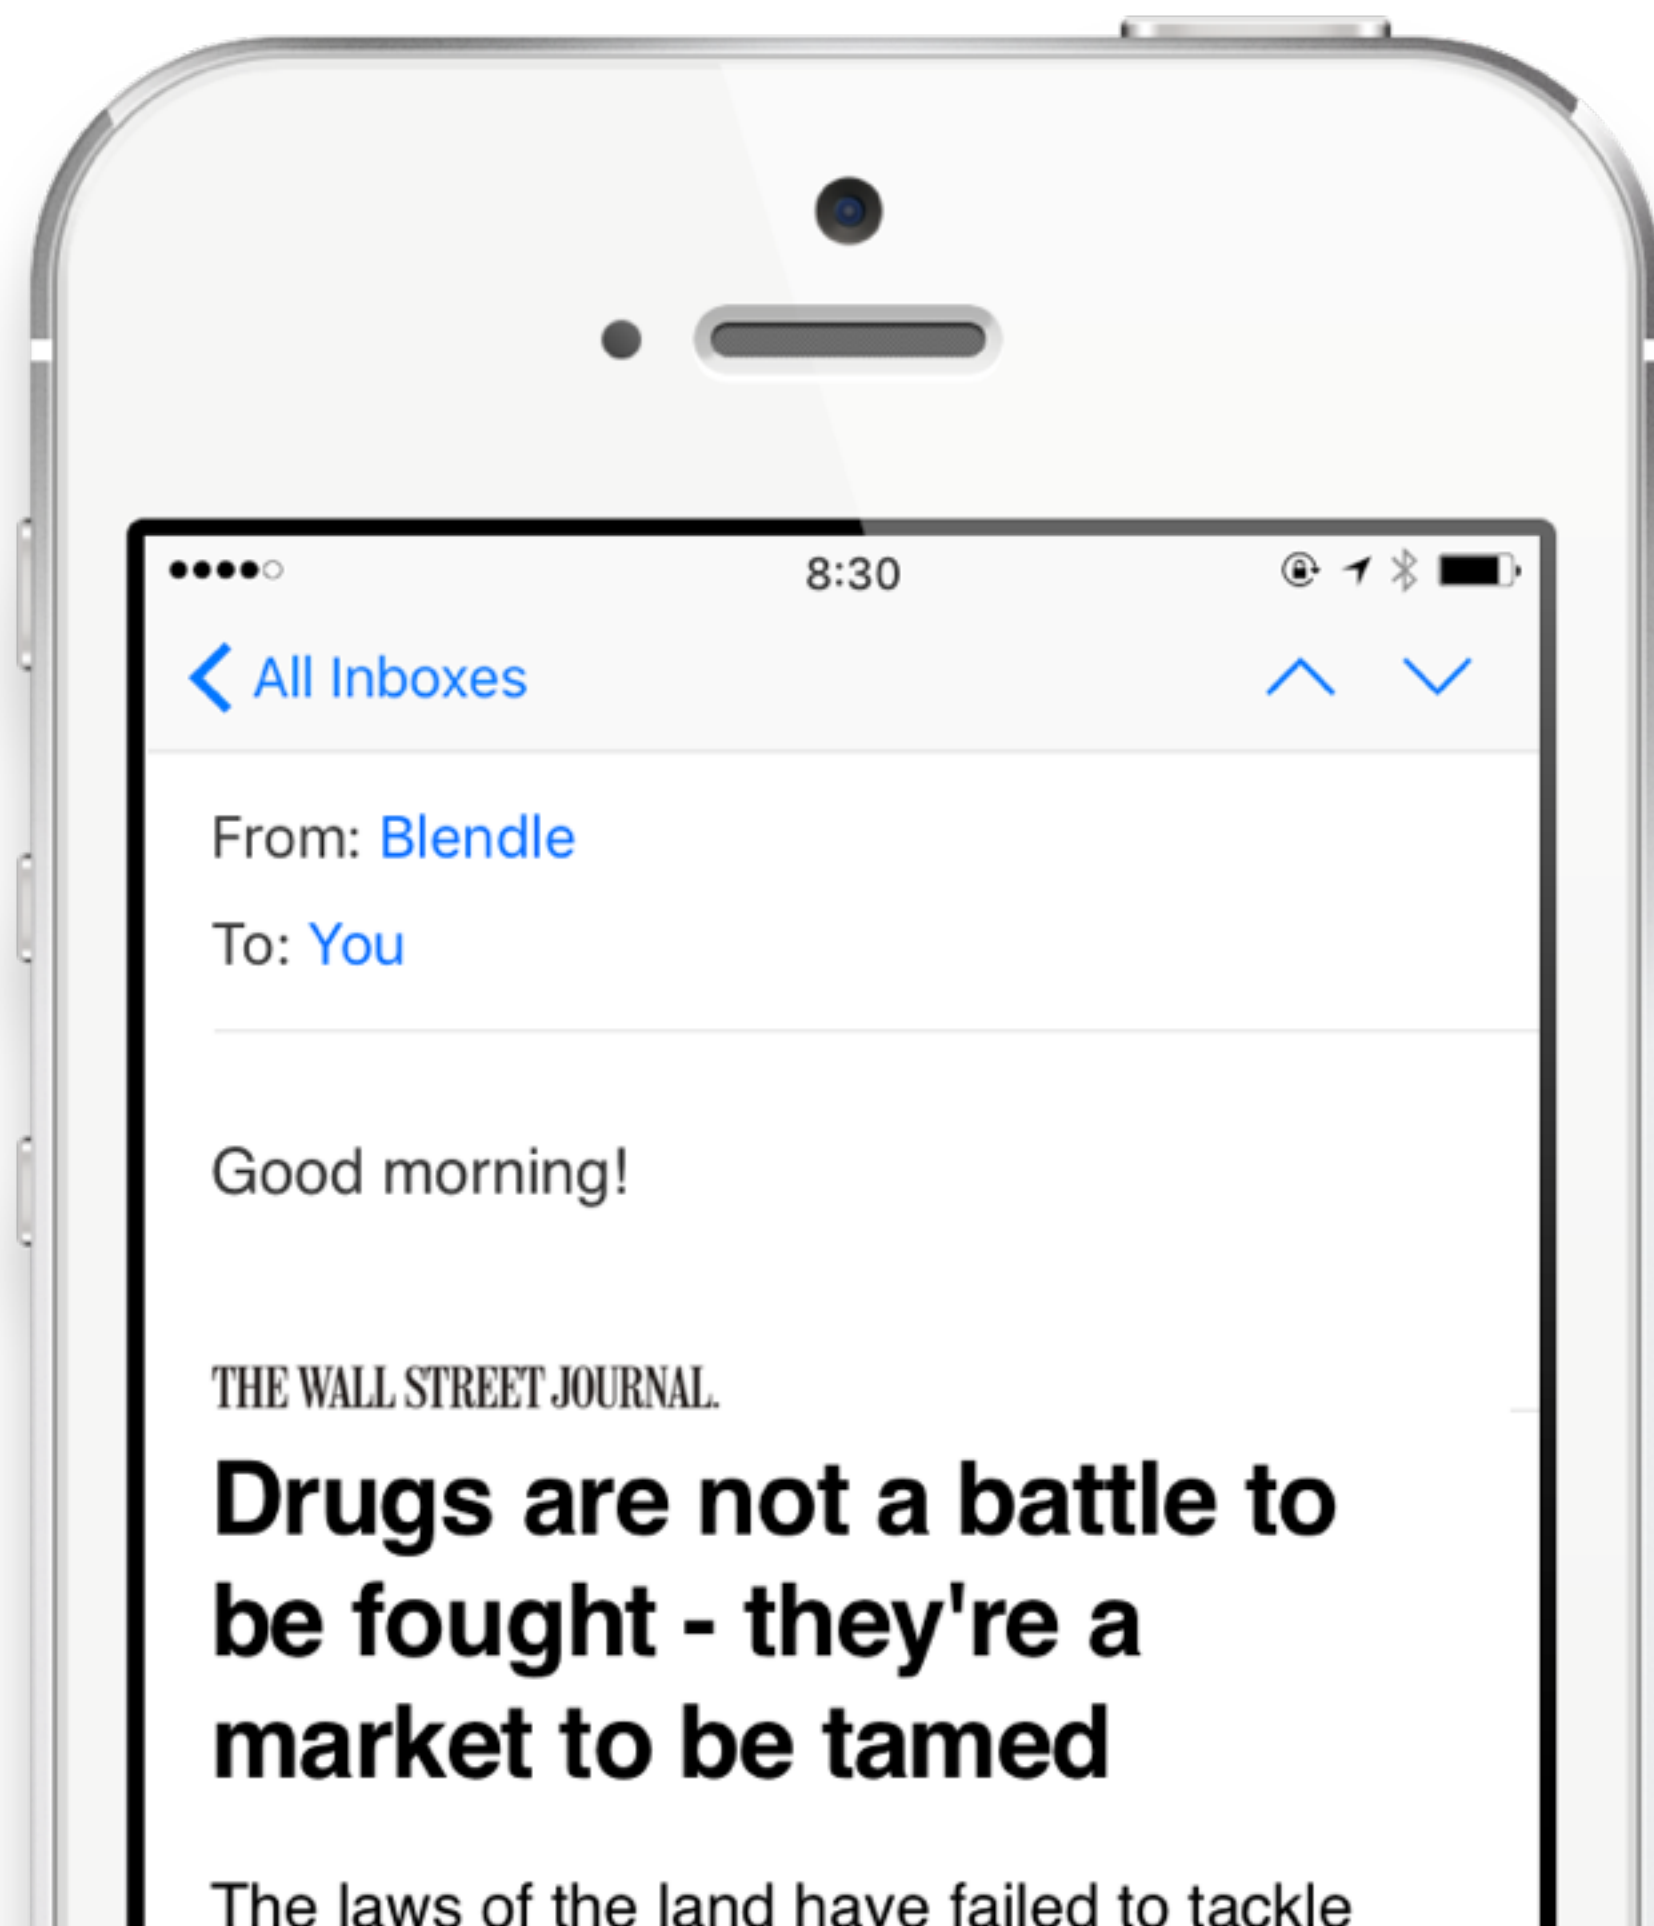 8:30
All Inboxes
From: Blendle
To: You
Good morning!
THE WALL STREET JOURNAL.
Drugs are not a battle to
be fought - they're a
market to be tamed
The laws of the land have failed to tackle